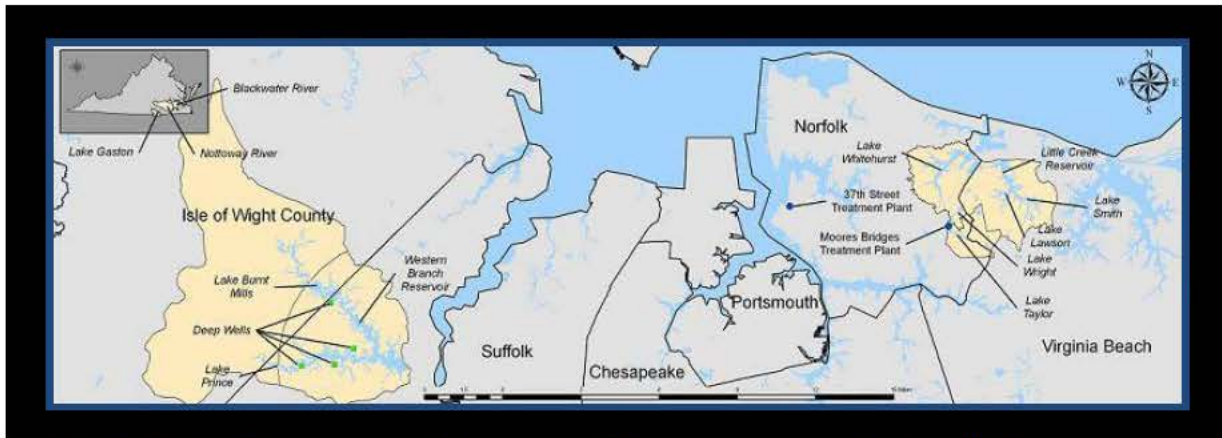 Blackwater River
Lake Gaston
Nottoway River
Isle of Wight County
Lake Burnt
Mills
Western
Branch
Reservoir
Deep Wells
Lake
Prince
Suffolk
Chesapeake
Portsmouth
Norfolk
Lake
Whitehurst
Little Creek
Reservoir
37th Street
Treatment Plant
Moores Bridges
Treatment Plant
Lake
Smith
Lake
Lawson
Lake
Wright
Lake
Taylor
Virginia Beach
N
W
E
S